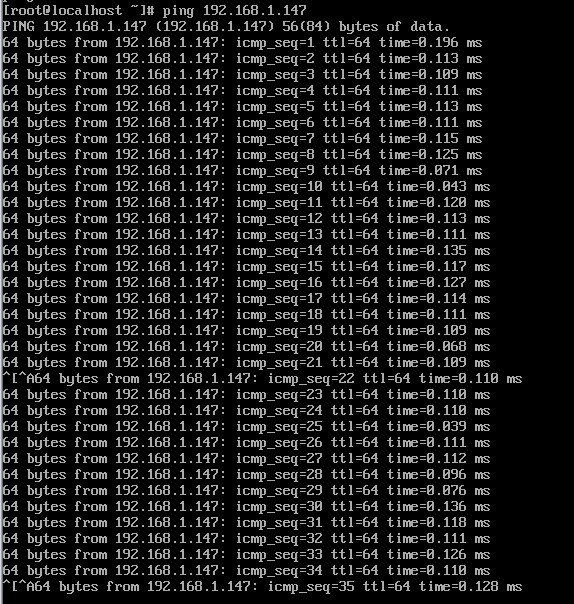 [root@localhost ~]# ping 192.168.1.147
PING 192.168.1.147 (192.168.1.147) 56(84) bytes of data.
64 bytes from 192.168.1.147: icmp_seq=1 ttl=64 time=0.196 ms
64 bytes from 192.168.1.147: icmp_seq=2 ttl=64 time=0.113 ms
64 bytes from 192.168.1.147: icmp_seq=3 ttl=64 time=0.109 ms
64 bytes from 192.168.1.147: icmp_seq=4 ttl=64 time=0.111 ms
64 bytes from 192.168.1.147: icmp_seq=5 ttl=64 time=0.113 ms
64 bytes from 192.168.1.147: icmp_seq=6 ttl=64 time=0.111 ms
64 bytes from 192.168.1.147: icmp_seq=7 ttl=64 time=0.115 ms
64 bytes from 192.168.1.147: icmp_seq=8 ttl=64 time=0.125 ms
64 bytes from 192.168.1.147: icmp_seq=9 ttl=64 time=0.071 ms
64 bytes from 192.168.1.147: icmp_seq=10 ttl=64 time=0.043 ms
64 bytes from 192.168.1.147: icmp_seq=11 ttl=64 time=0.120 ms
64 bytes from 192.168.1.147: icmp_seq=12 ttl=64 time=0.113 ms
64 bytes from 192.168.1.147: icmp_seq=13 ttl=64 time=0.111 ms
64 bytes from 192.168.1.147: icmp_seq=14 ttl=64 time=0.135 ms
64 bytes from 192.168.1.147: icmp_seq=15 ttl=64 time=0.117 ms
64 bytes from 192.168.1.147: icmp_seq=16 ttl=64 time=0.127 ms
64 bytes from 192.168.1.147: icmp_seq=17 ttl=64 time=0.114 ms
64 bytes from 192.168.1.147: icmp_seq=18 ttl=64 time=0.111 ms
64 bytes from 192.168.1.147: icmp_seq=19 ttl=64 time=0.109 ms
64 bytes from 192.168.1.147: icmp_seq=20 ttl=64 time=0.068 ms
64 bytes from 192.168.1.147: icmp_seq=21 ttl=64 time=0.109 ms
^[^A64 bytes from 192.168.1.147: icmp_seq=22 ttl=64 time=0.110 ms
64 bytes from 192.168.1.147: icmp_seq=23 ttl=64 time=0.110 ms
64 bytes from 192.168.1.147: icmp_seq=24 ttl=64 time=0.110 ms
64 bytes from 192.168.1.147: icmp_seq=25 ttl=64 time=0.039 ms
64 bytes from 192.168.1.147: icmp_seq=26 ttl=64 time=0.111 ms
64 bytes from 192.168.1.147: icmp_seq=27 ttl=64 time=0.112 ms
64 bytes from 192.168.1.147: icmp_seq=28 ttl=64 time=0.096 ms
64 bytes from 192.168.1.147: icmp_seq=29 ttl=64 time=0.076 ms
64 bytes from 192.168.1.147: icmp_seq=30 ttl=64 time=0.136 ms
64 bytes from 192.168.1.147: icmp_seq=31 ttl=64 time=0.118 ms
64 bytes from 192.168.1.147: icmp_seq=32 ttl=64 time=0.111 ms
64 bytes from 192.168.1.147: icmp_seq=33 ttl=64 time=0.126 ms
64 bytes from 192.168.1.147: icmp_seq=34 ttl=64 time=0.110 ms
^[^A64 bytes from 192.168.1.147: icmp_seq=35 ttl=64 time=0.128 ms